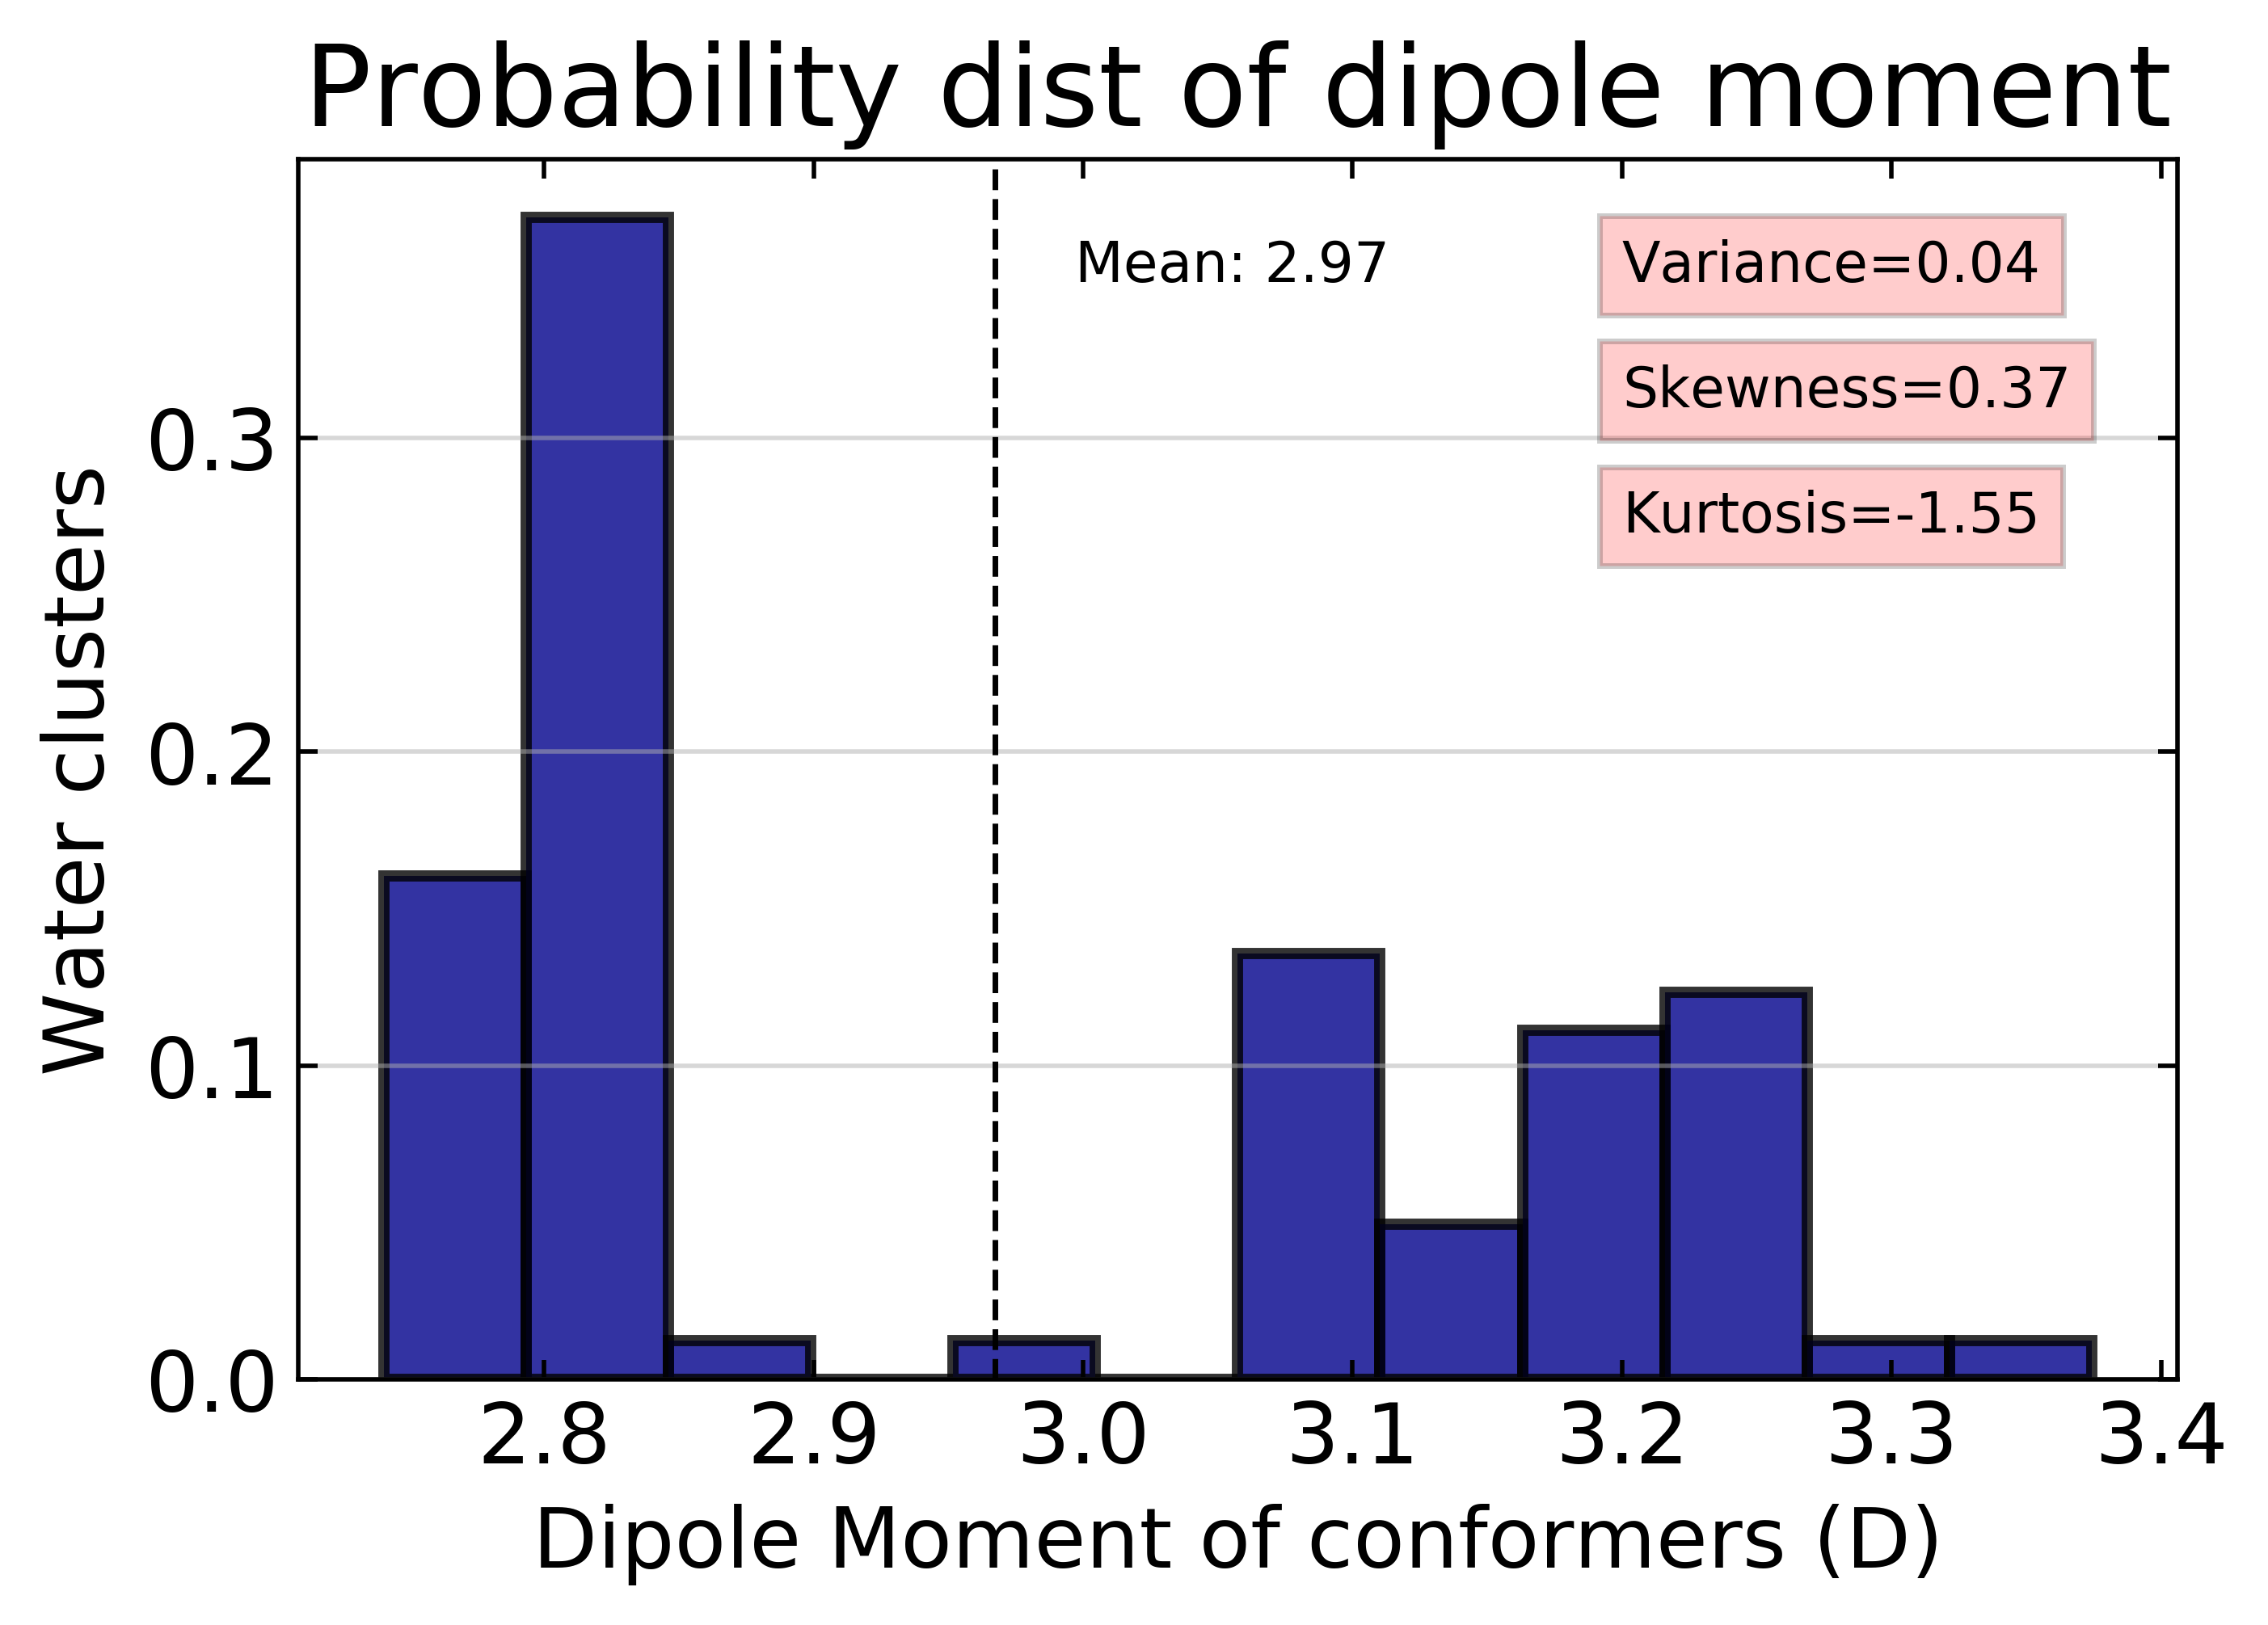 Probability dist of dipole moment
Mean: 2.97
Variance=0.04
Skewness=0.37
Kurtosis=-1.55
Water clusters
0.3
0.2
0.1
0.0
2.8 2.9 3.0 3.1 3.2 3.3 3.4
Dipole Moment of conformers (D)